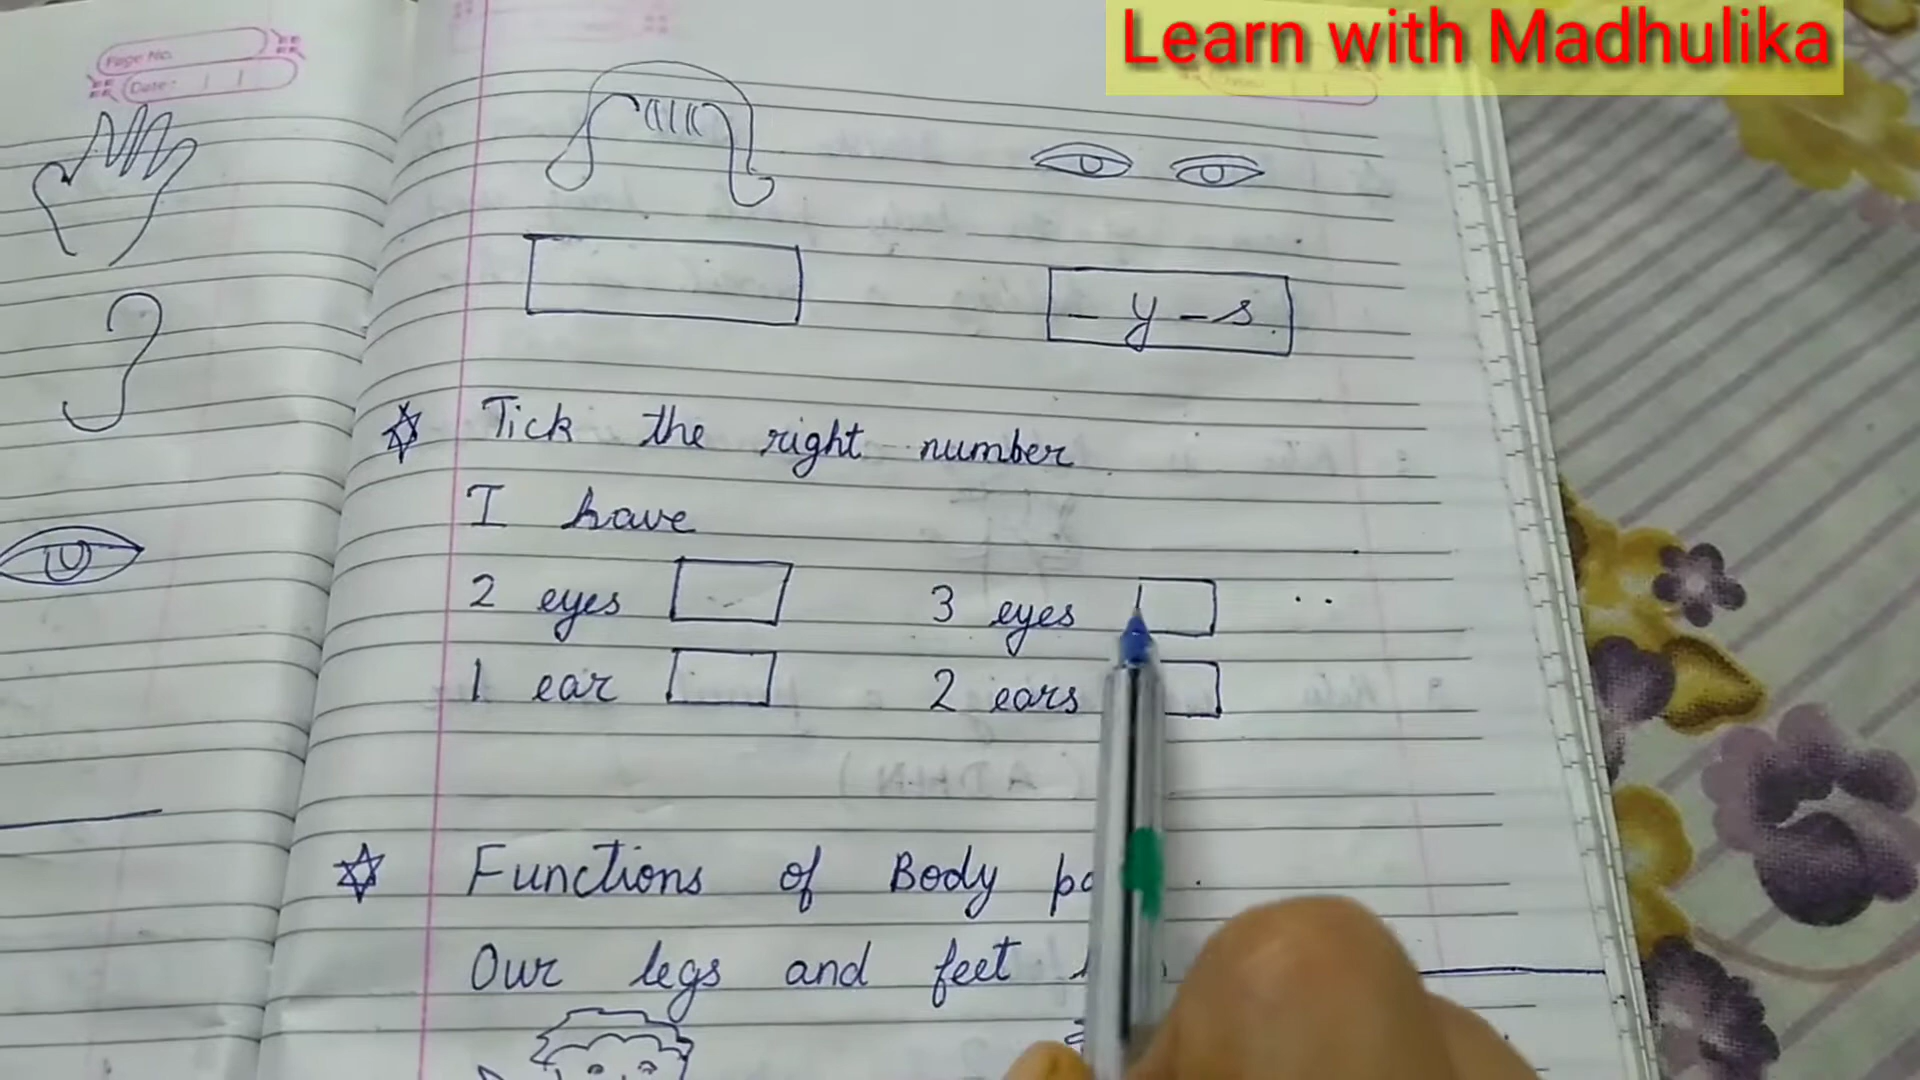 Learn with Madhulika
Page No.
Date:
- y - s.
Tick the right number
I have
2 eyes 3 eyes
1 ear 2 ears
Functions of Body
Our legs and feet